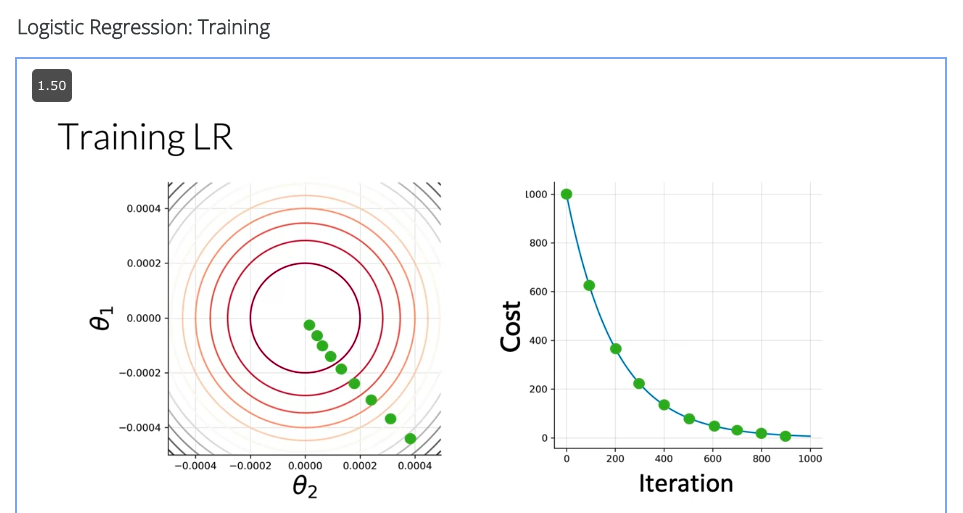 Logistic Regression: Training
1.50
Training LR
0.0004
0.0002
0.0000
−0.0002
−0.0004
θ1
−0.0004 −0.0002 0.0000 0.0002 0.0004
θ2
1000
800
600
400
200
0
Cost
0 200 400 600 800 1000
Iteration